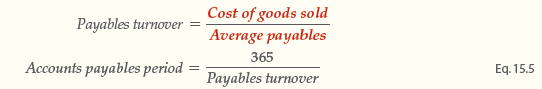 Payables turnover = Cost of goods sold / Average payables
Accounts payables period = 365 / Payables turnover Eq.15.5